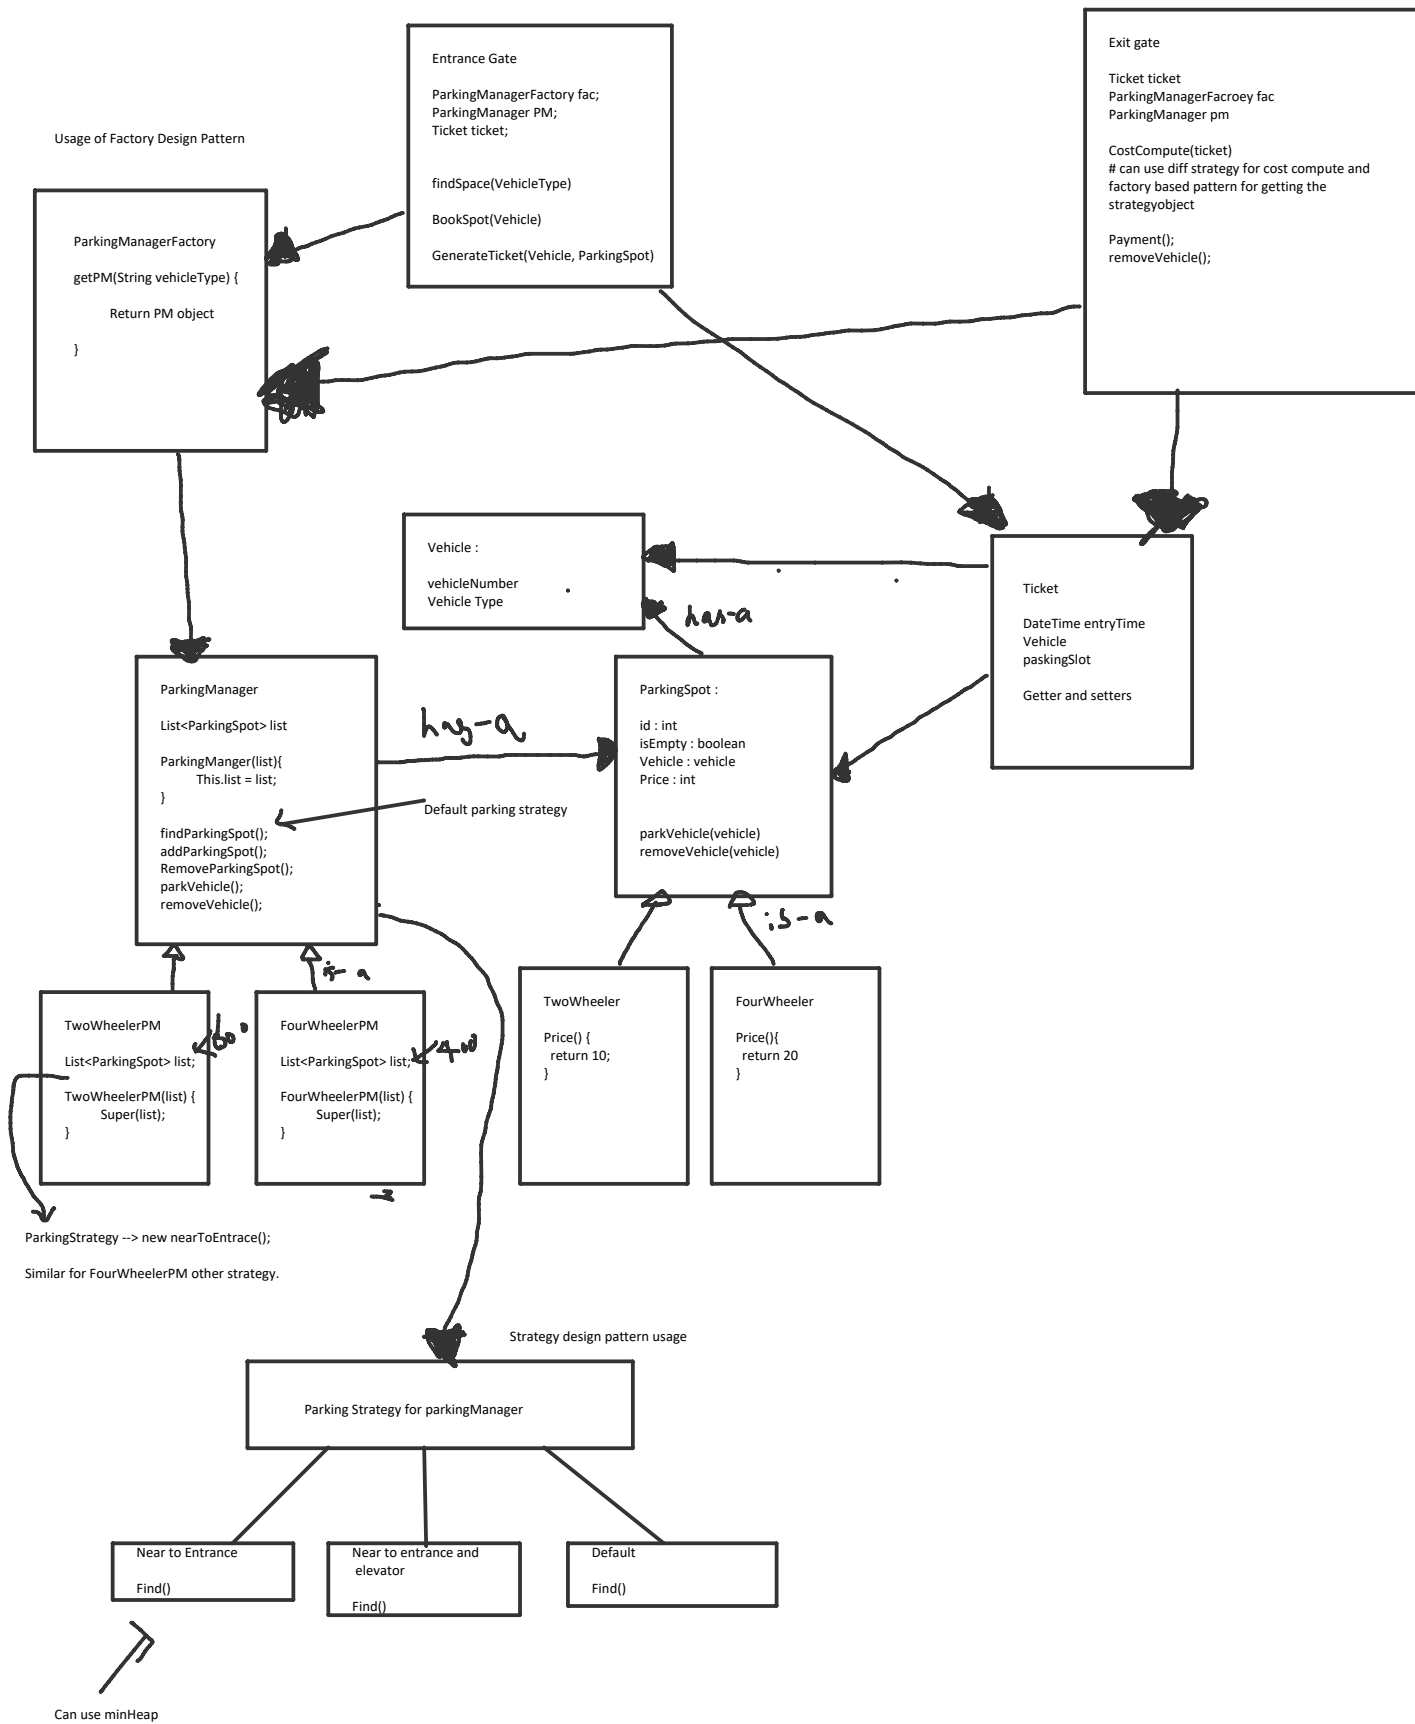 Entrance Gate
ParkingManagerFactory fac;
ParkingManager PM;
Ticket ticket;
findSpace(VehicleType)
BookSpot(Vehicle)
GenerateTicket(Vehicle, ParkingSpot)
Exit gate
Ticket ticket
ParkingManagerFacroey fac
ParkingManager pm
CostCompute(ticket)
# can use diff strategy for cost compute and
factory based pattern for getting the
strategyobject
Payment();
removeVehicle();
Usage of Factory Design Pattern
ParkingManagerFactory
getPM(String vehicleType) {
Return PM object
}
Vehicle :
vehicleNumber
Vehicle Type
has-a
Ticket
DateTime entryTime
Vehicle
paskingSlot
Getter and setters
ParkingManager
List<ParkingSpot> list
ParkingManger(list){
This.list = list;
}
findParkingSpot();
addParkingSpot();
RemoveParkingSpot();
parkVehicle();
removeVehicle();
has-a
Default parking strategy
ParkingSpot :
id : int
isEmpty : boolean
Vehicle : vehicle
Price : int
parkVehicle(vehicle)
removeVehicle(vehicle)
is-a
is-a
TwoWheelerPM
List<ParkingSpot> list;
TwoWheelerPM(list) {
Super(list);
}
FourWheelerPM
List<ParkingSpot> list;
FourWheelerPM(list) {
Super(list);
}
TwoWheeler
Price() {
return 10;
}
FourWheeler
Price(){
return 20
}
ParkingStrategy --> new nearToEntrace();
Similar for FourWheelerPM other strategy.
Strategy design pattern usage
Parking Strategy for parkingManager
Near to Entrance
Find()
Near to entrance and
elevator
Find()
Default
Find()
Can use minHeap